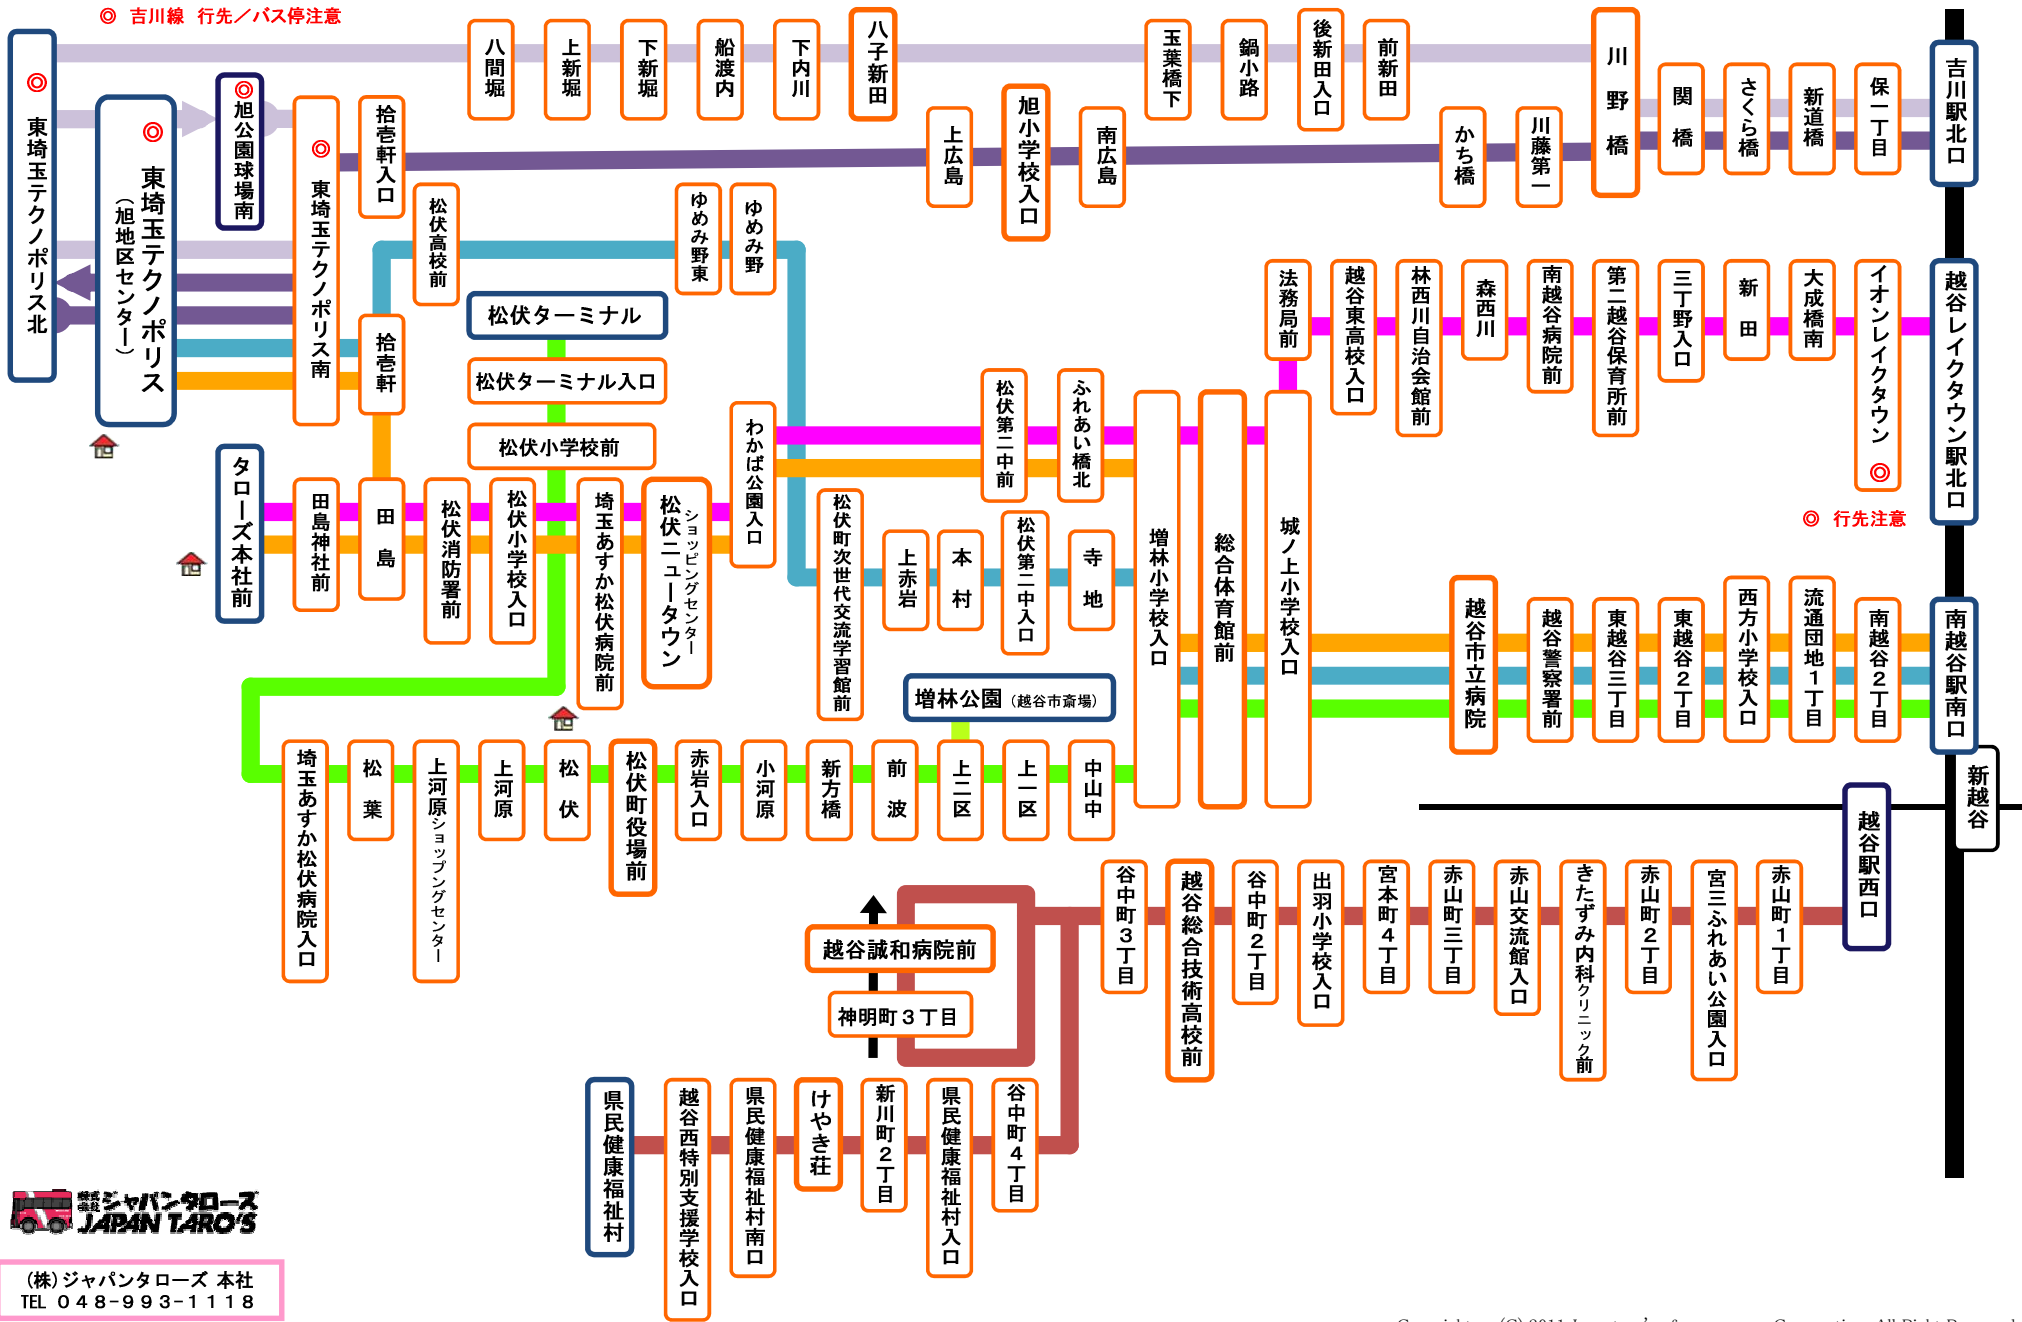 ◎ 吉川線 行先／バス停注意
◎ 東埼玉テクノポリス北
◎ 東埼玉テクノポリス
（旭地区センター）
◎ 旭公園球場南
◎ 東埼玉テクノポリス南
拾壱軒入口
八間堀
上新堀
下新堀
船渡内
下内川
八子新田
上広島
旭小学校入口
南広島
玉葉橋下
鍋小路
後新田入口
前新田
かち橋
川藤第一
川野橋
関橋
さくら橋
新道橋
保一丁目
吉川駅北口
松伏高校前
ゆめみ野東
ゆめみ野
拾壱軒
松伏ターミナル
松伏ターミナル入口
松伏小学校前
法務局前
越谷東高校入口
林西川自治会館前
森西川
南越谷病院前
第二越谷保育所前
三丁野入口
新田
大成橋南
イオンレイクタウン ◎
越谷レイクタウン駅北口
◎ 行先注意
タローズ本社前
田島神社前
田島
松伏消防署前
松伏小学校入口
埼玉あすか松伏病院前
松伏ニュータウン
ショッピングセンター
わかば公園入口
松伏第二中前
ふれあい橋北
松伏町次世代交流学習館前
上赤岩
本村
松伏第二中入口
寺地
増林小学校入口
総合体育館前
城ノ上小学校入口
越谷市立病院
越谷警察署前
東越谷三丁目
東越谷２丁目
西方小学校入口
流通団地１丁目
南越谷２丁目
南越谷駅南口
新越谷
増林公園（越谷市斎場）
埼玉あすか松伏病院入口
松葉
上河原ショップングセンター
上河原
松伏
松伏町役場前
赤岩入口
小河原
新方橋
前波
上二区
上一区
中山中
越谷駅西口
越谷誠和病院前
神明町３丁目
谷中町３丁目
越谷総合技術高校前
谷中町２丁目
出羽小学校入口
宮本町４丁目
赤山町三丁目
赤山交流館入口
きたずみ内科クリニック前
赤山町２丁目
宮三ふれあい公園入口
赤山町１丁目
県民健康福祉村
越谷西特別支援学校入口
県民健康福祉村南口
けやき荘
新川町２丁目
県民健康福祉村入口
谷中町４丁目
株式会社ジャパンタローズ
JAPAN TARO'S
（株）ジャパンタローズ 本社
TEL ０４８－９９３－１１１８